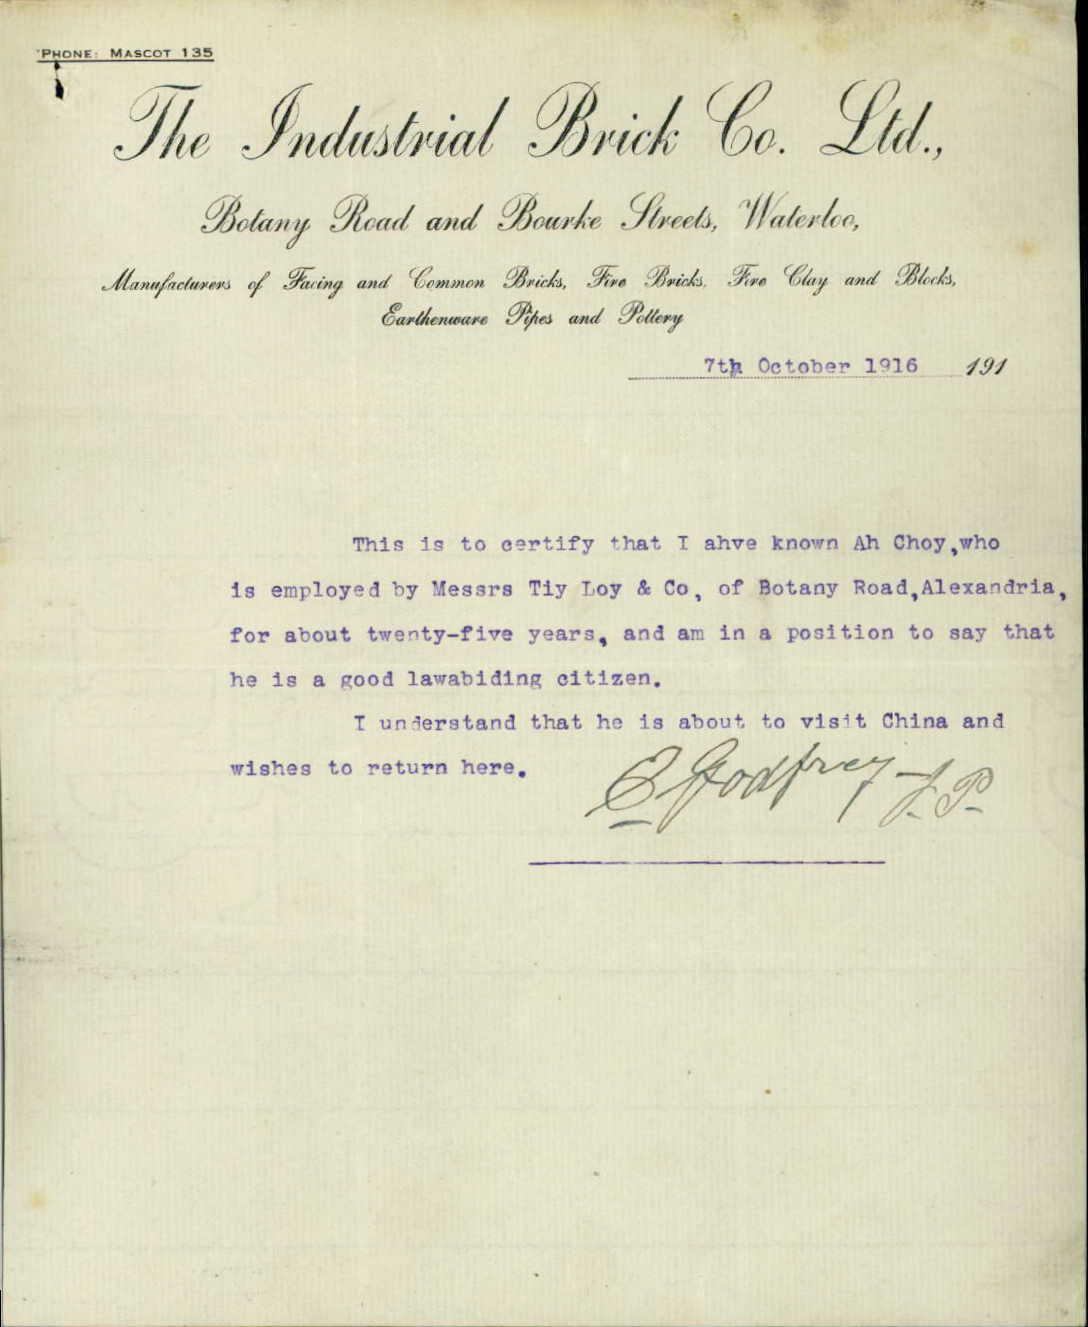 'PHONE: MASCOT 135
The Industrial Brick Co. Ltd.,
Botany Road and Bourke Streets, Waterloo,
Manufacturers of Facing and Common Bricks, Fire Bricks, Fire Clay and Blocks,
Earthenware Pipes and Pottery
7th October 1916 191
This is to certify that I ahve known Ah Choy,who
is employed by Messrs Tiy Loy & Co, of Botany Road,Alexandria,
for about twenty-five years, and am in a position to say that
he is a good lawabiding citizen.
I understand that he is about to visit China and
wishes to return here.
E Godfrey J.P.